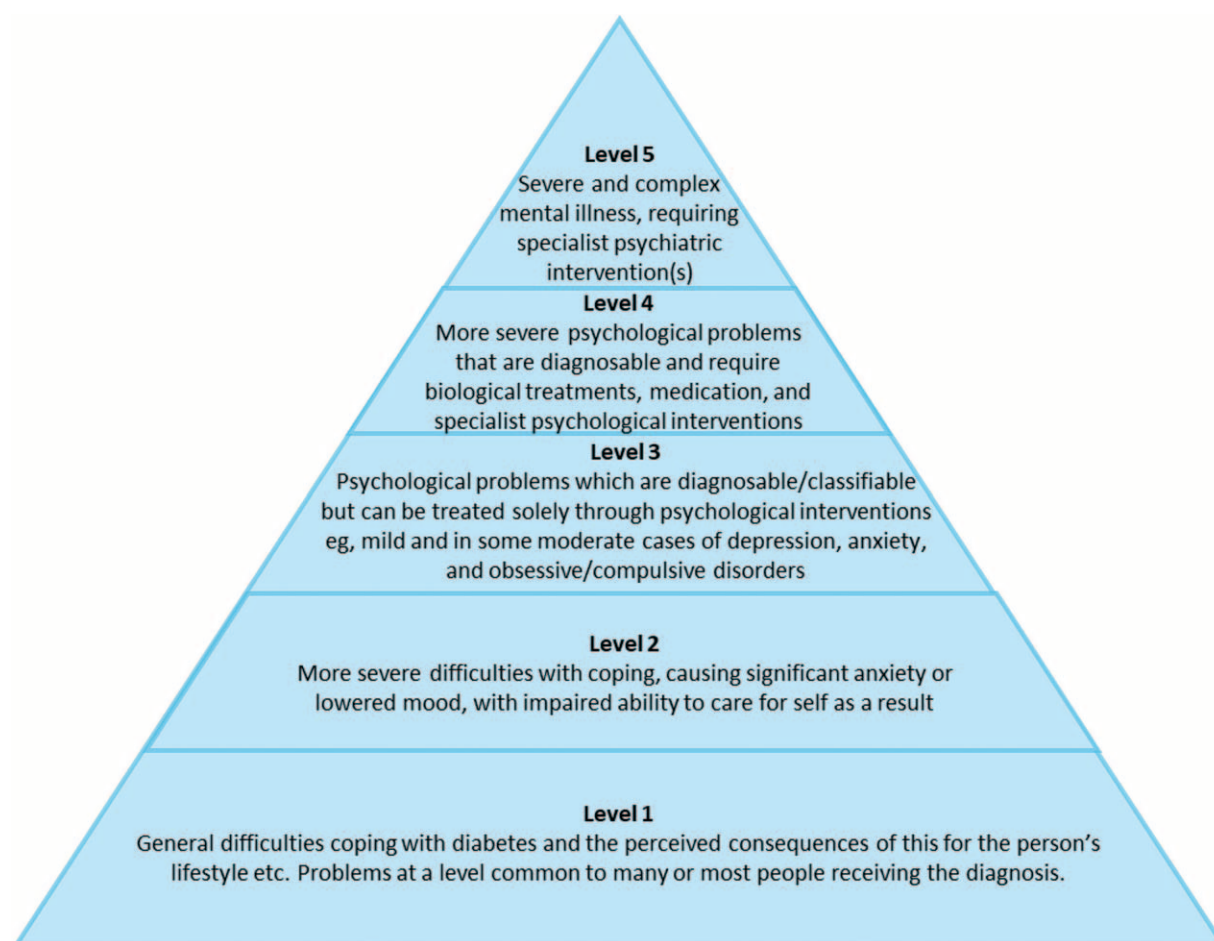 Level 5
Severe and complex
mental illness, requiring
specialist psychiatric
intervention(s)
Level 4
More severe psychological problems
that are diagnosable and require
biological treatments, medication, and
specialist psychological interventions
Level 3
Psychological problems which are diagnosable/classifiable
but can be treated solely through psychological interventions
eg, mild and in some moderate cases of depression, anxiety,
and obsessive/compulsive disorders
Level 2
More severe difficulties with coping, causing significant anxiety or
lowered mood, with impaired ability to care for self as a result
Level 1
General difficulties coping with diabetes and the perceived consequences of this for the person's
lifestyle etc. Problems at a level common to many or most people receiving the diagnosis.